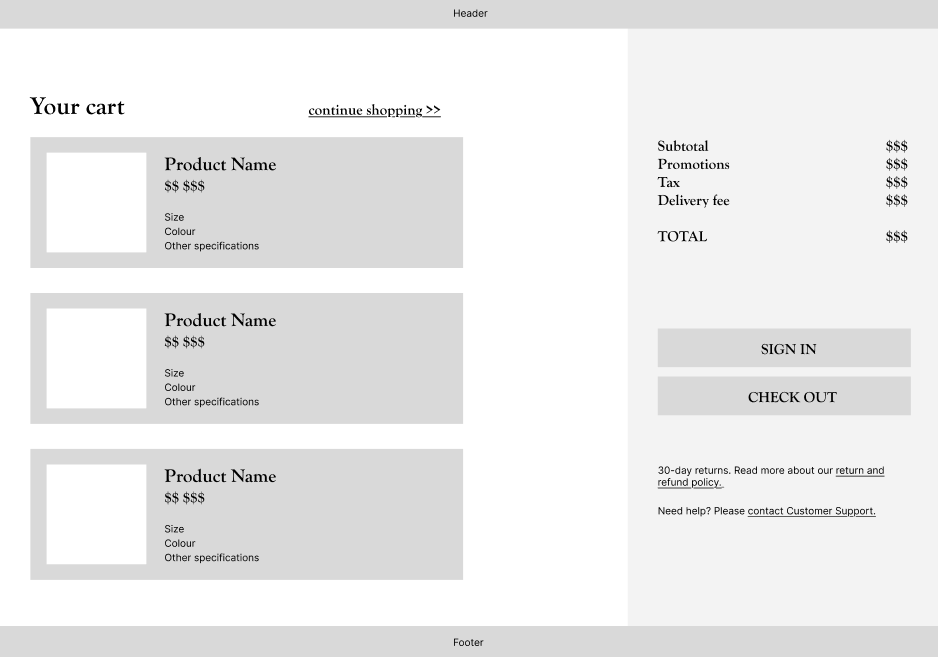 Header
Your cart
continue shopping >>
Product Name
$$ $$$
Size
Colour
Other specifications
Product Name
$$ $$$
Size
Colour
Other specifications
Product Name
$$ $$$
Size
Colour
Other specifications
Subtotal $$$
Promotions $$$
Tax $$$
Delivery fee $$$
TOTAL $$$
SIGN IN
CHECK OUT
30-day returns. Read more about our return and
refund policy.
Need help? Please contact Customer Support.
Footer